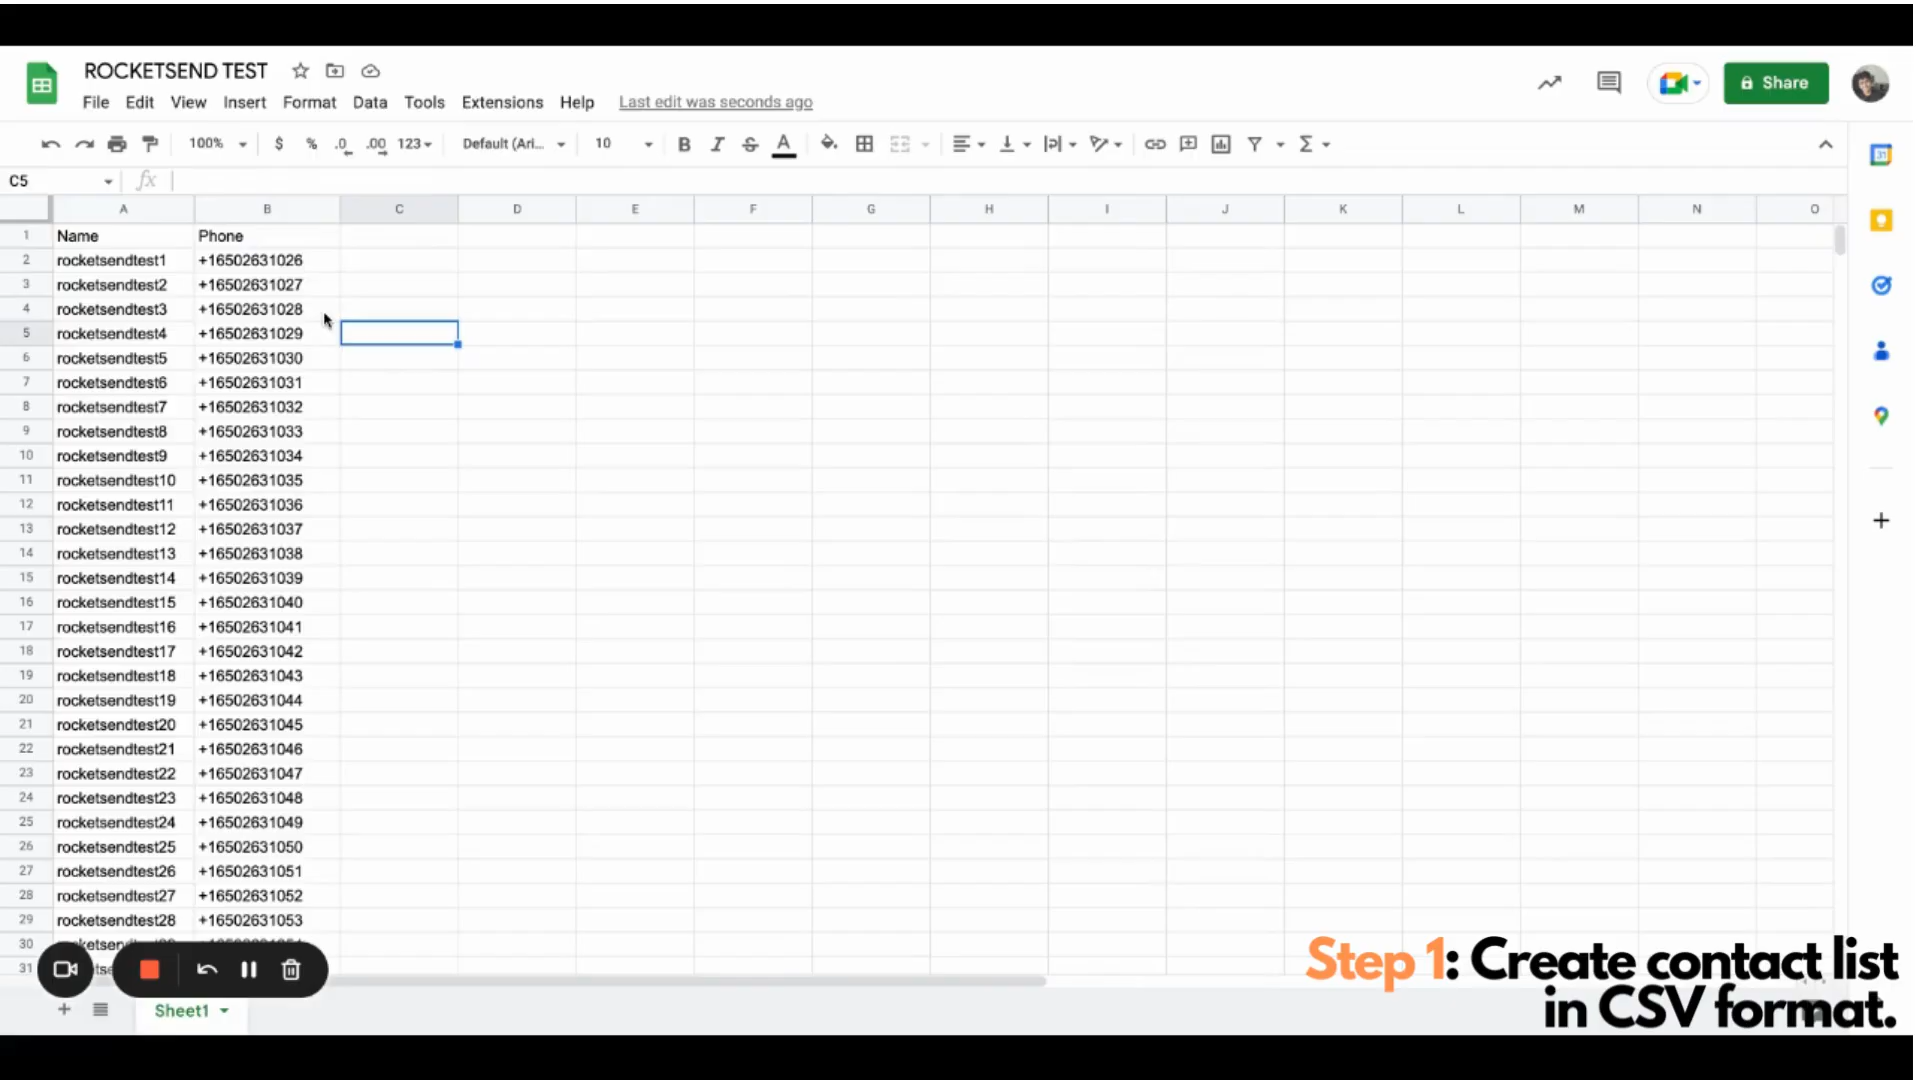 ROCKETSEND TEST
File Edit View Insert Format Data Tools Extensions Help Last edit was seconds ago
Share
100% $ % .0 .00 123 Default (Ari... 10 B I S A
C5 fx
A B C D E F G H I J K L M N O
1 Name Phone
2 rocketsendtest1 +16502631026
3 rocketsendtest2 +16502631027
4 rocketsendtest3 +16502631028
5 rocketsendtest4 +16502631029
6 rocketsendtest5 +16502631030
7 rocketsendtest6 +16502631031
8 rocketsendtest7 +16502631032
9 rocketsendtest8 +16502631033
10 rocketsendtest9 +16502631034
11 rocketsendtest10 +16502631035
12 rocketsendtest11 +16502631036
13 rocketsendtest12 +16502631037
14 rocketsendtest13 +16502631038
15 rocketsendtest14 +16502631039
16 rocketsendtest15 +16502631040
17 rocketsendtest16 +16502631041
18 rocketsendtest17 +16502631042
19 rocketsendtest18 +16502631043
20 rocketsendtest19 +16502631044
21 rocketsendtest20 +16502631045
22 rocketsendtest21 +16502631046
23 rocketsendtest22 +16502631047
24 rocketsendtest23 +16502631048
25 rocketsendtest24 +16502631049
26 rocketsendtest25 +16502631050
27 rocketsendtest26 +16502631051
28 rocketsendtest27 +16502631052
29 rocketsendtest28 +16502631053
30
31
Sheet1
Step 1: Create contact list
in CSV format.